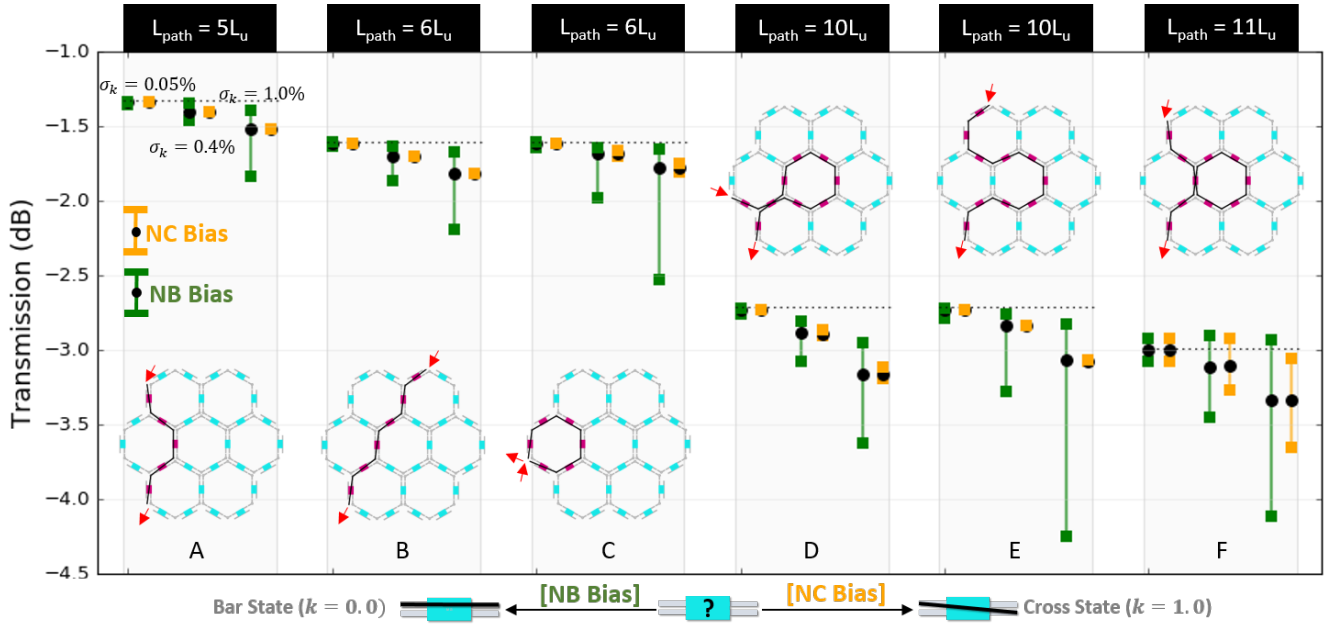 L_path = 5L_u
L_path = 6L_u
L_path = 6L_u
L_path = 10L_u
L_path = 10L_u
L_path = 11L_u
Transmission (dB)
−1.0
−1.5
−2.0
−2.5
−3.0
−3.5
−4.0
−4.5
σ_k = 0.05%
σ_k = 1.0%
σ_k = 0.4%
NC Bias
NB Bias
A
B
C
D
E
F
Bar State (k = 0.0)
[NB Bias]
?
[NC Bias]
Cross State (k = 1.0)